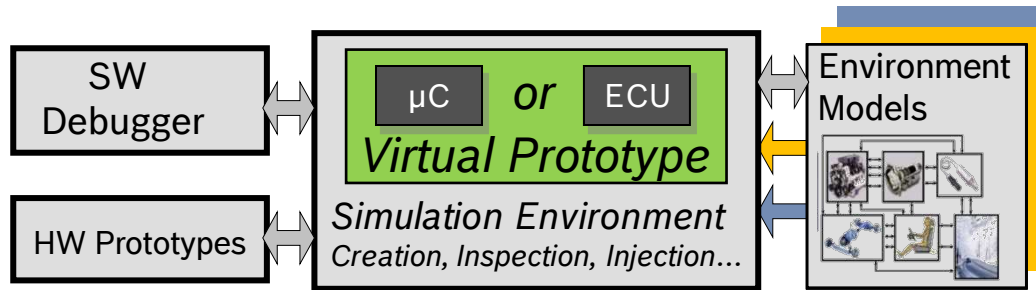 SW
Debugger
HW Prototypes
µC or ECU
Virtual Prototype
Simulation Environment
Creation, Inspection, Injection...
Environment
Models